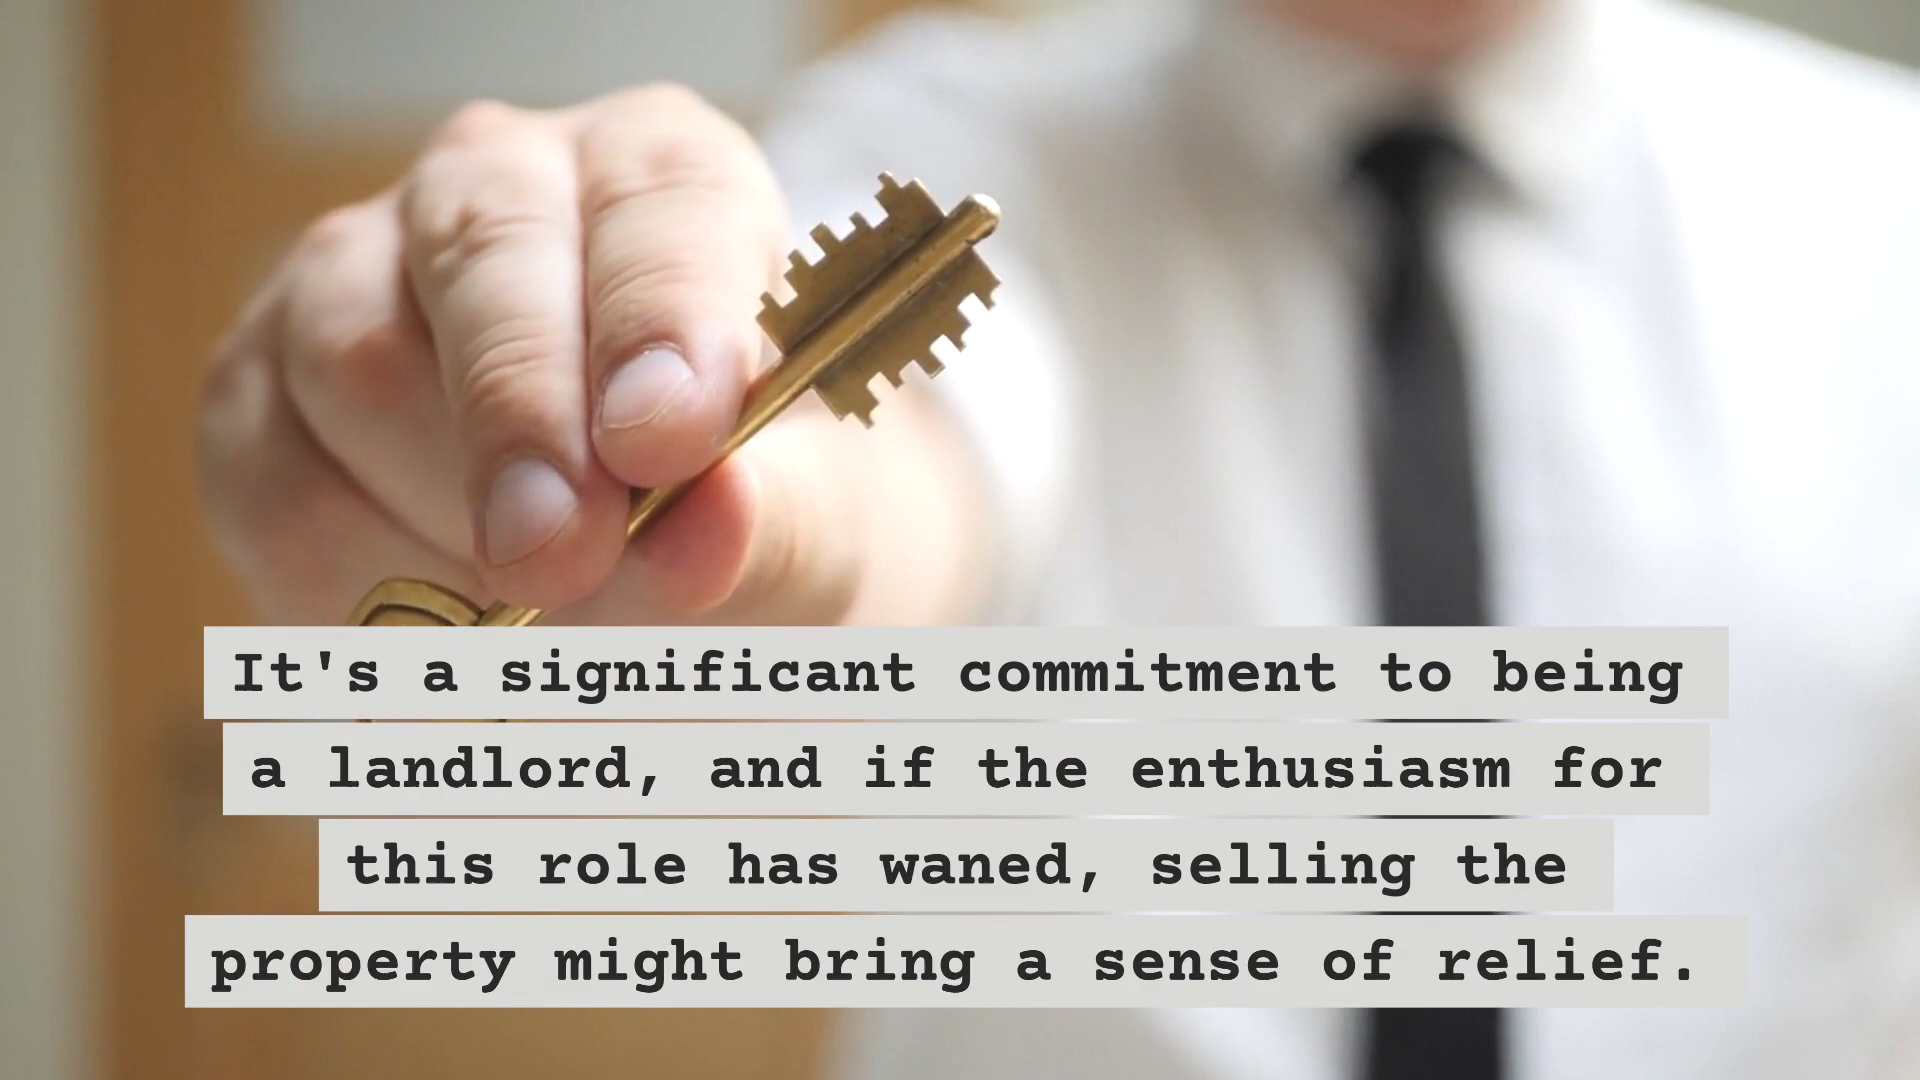 It's a significant commitment to being
a landlord, and if the enthusiasm for
this role has waned, selling the
property might bring a sense of relief.